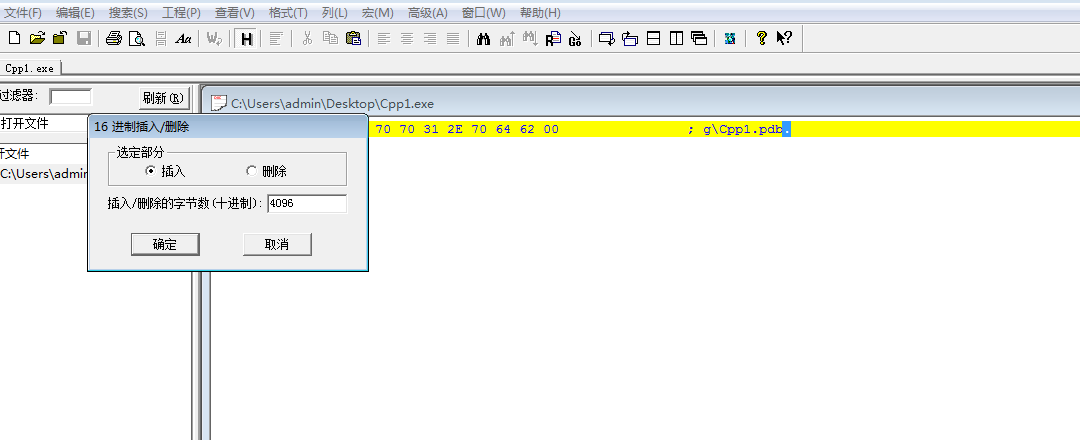 文件(F) 编辑(E) 搜索(S) 工程(P) 查看(V) 格式(T) 列(L) 宏(M) 高级(A) 窗口(W) 帮助(H)
Cpp1.exe
过滤器: 刷新(R)
C:\Users\admin\Desktop\Cpp1.exe
打开文件
16 进制插入/删除
70 70 31 2E 70 64 62 00 ; g\Cpp1.pdb.
开文件
选定部分
插入 删除
C:\Users\admin
插入/删除的字节数(十进制): 4096
确定 取消